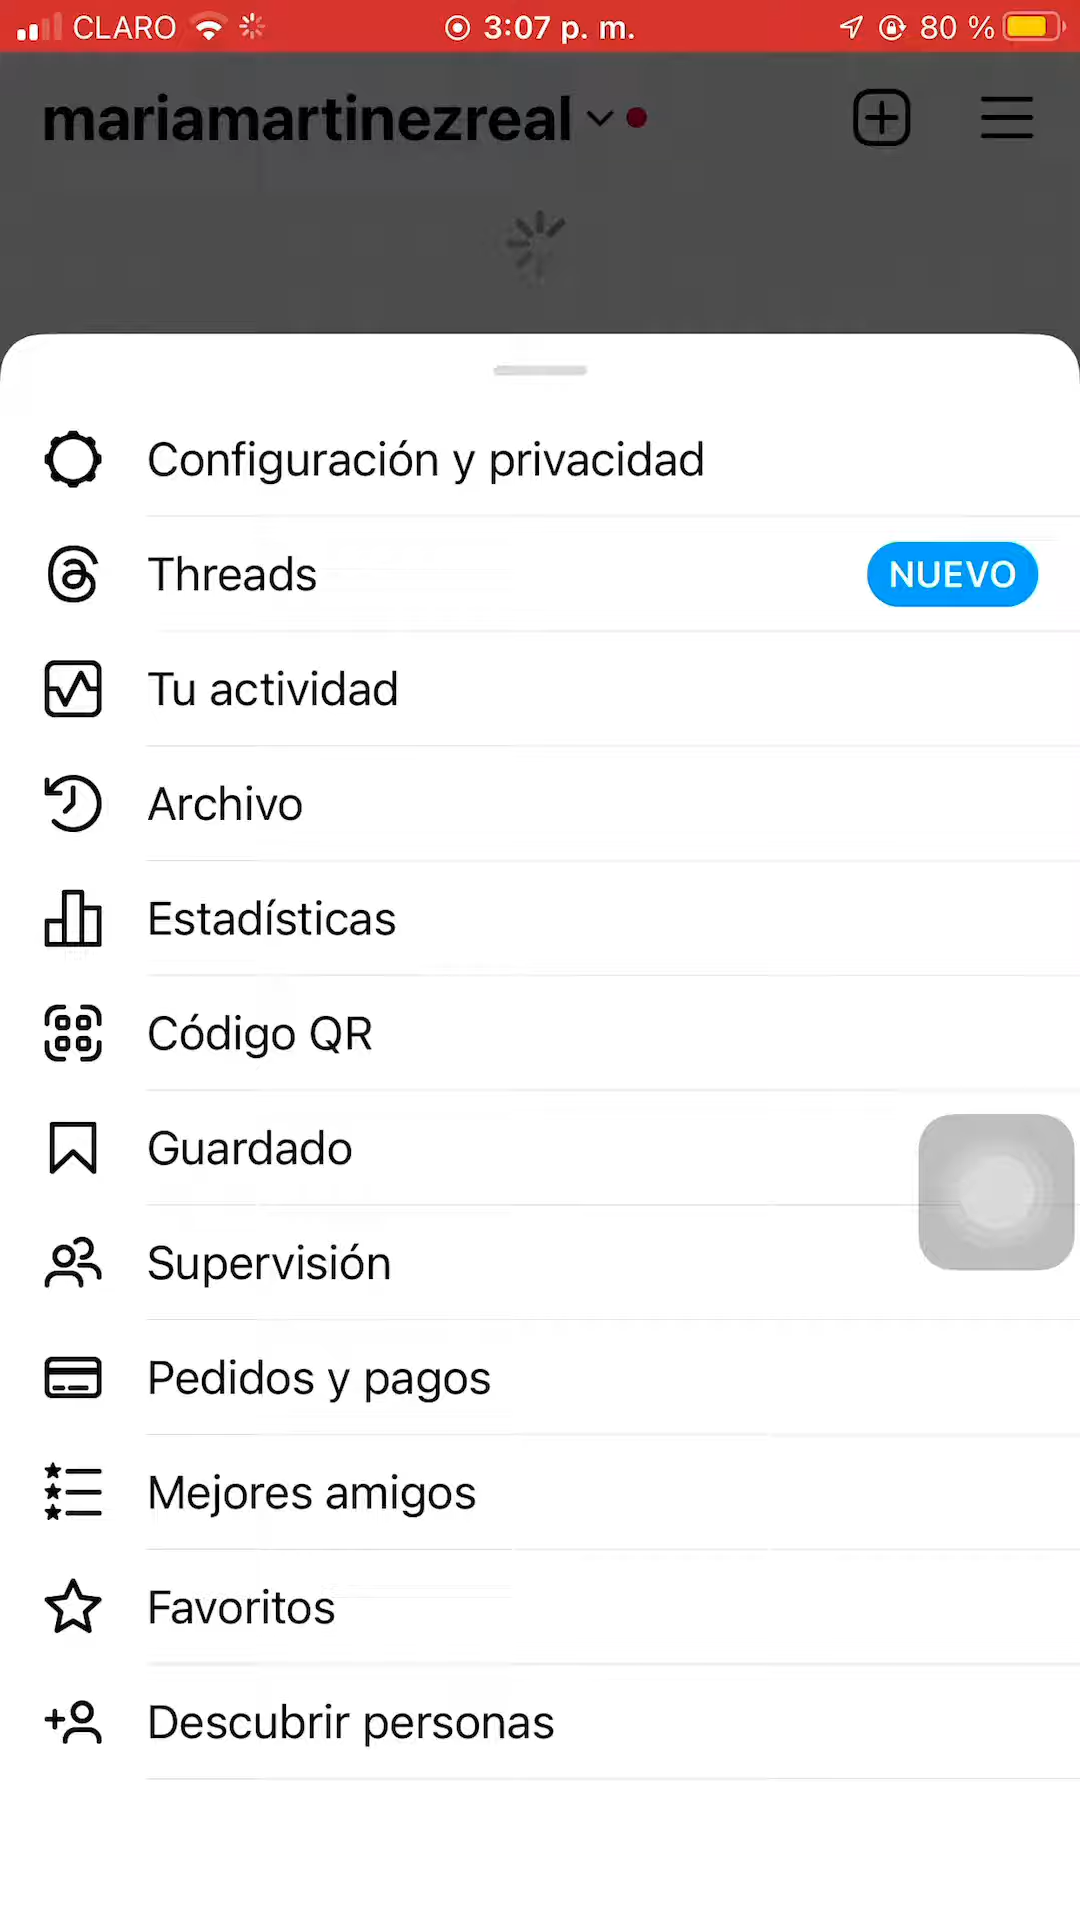 CLARO 3:07 p. m. 80 %
mariamartinezreal
Configuración y privacidad
Threads NUEVO
Tu actividad
Archivo
Estadísticas
Código QR
Guardado
Supervisión
Pedidos y pagos
Mejores amigos
Favoritos
Descubrir personas